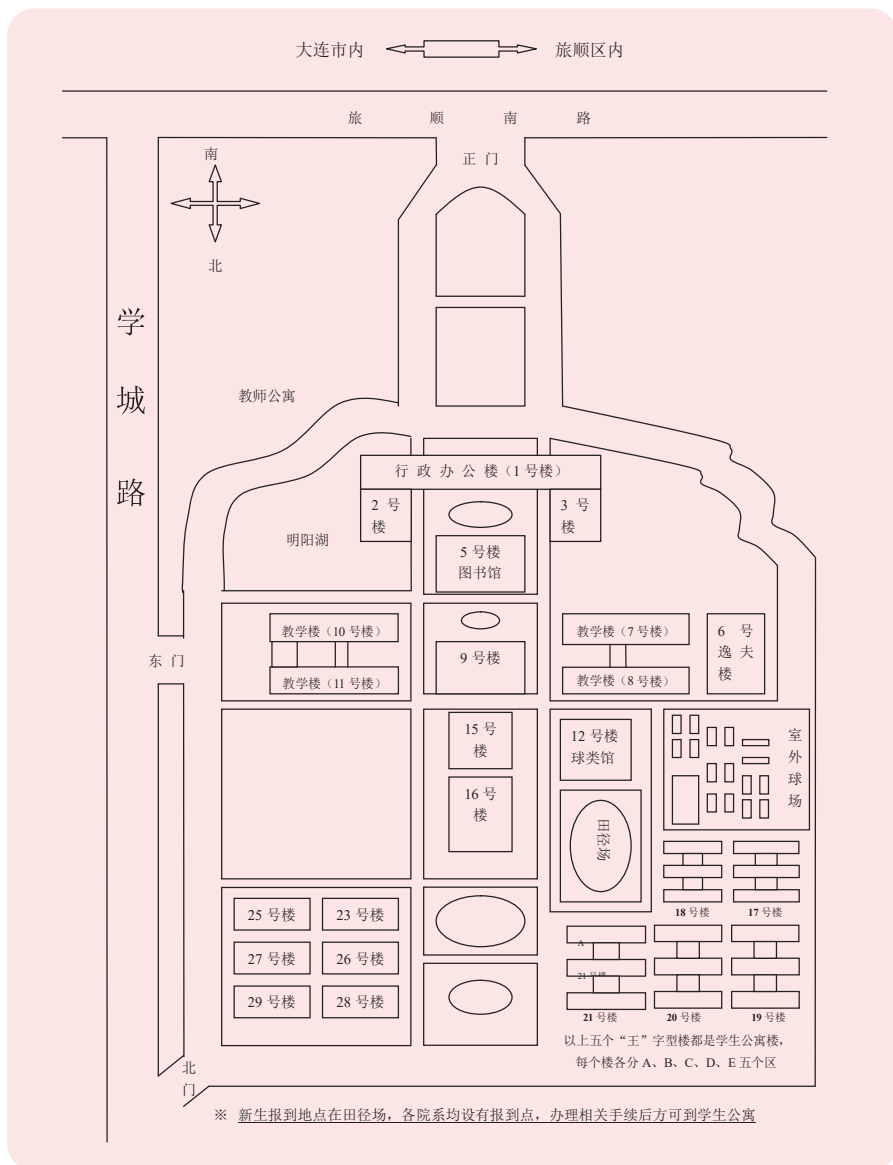 大连市内 旅顺区内
旅 顺 南 路
正 门
南
北
学
城
路
教师公寓
行 政 办 公 楼（1 号楼）
2 号
楼
3 号
楼
明阳湖
5 号楼
图书馆
教学楼（10 号楼）
教学楼（11 号楼）
9 号楼
教学楼（7 号楼）
教学楼（8 号楼）
6 号
逸 夫
楼
东 门
15 号
楼
16 号
楼
12 号楼
球类馆
田径场
室
外
球
场
18 号楼
17 号楼
25 号楼
23 号楼
27 号楼
26 号楼
29 号楼
28 号楼
A
21 号楼
21 号楼
20 号楼
19 号楼
以上五个“王”字型楼都是学生公寓楼，
每个楼各分 A、B、C、D、E 五个区
北
门
※ 新生报到地点在田径场，各院系均设有报到点，办理相关手续后方可到学生公寓